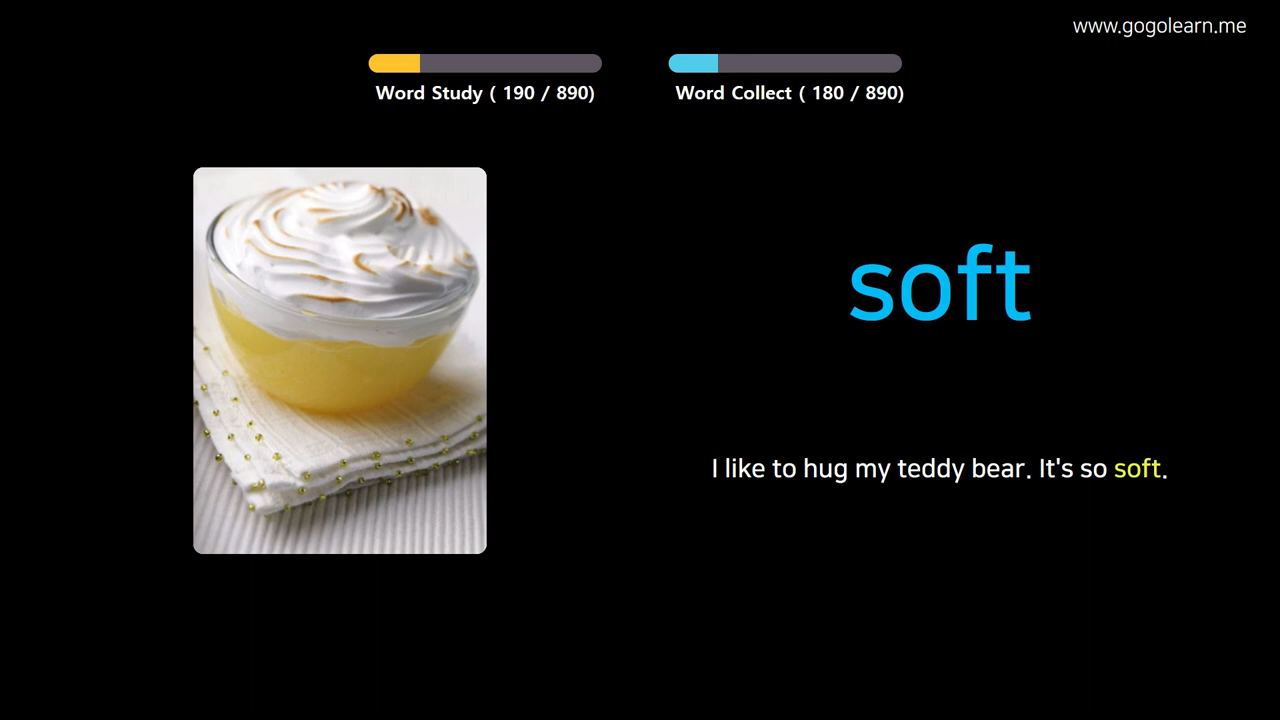 www.gogolearn.me
Word Study ( 190 / 890)
Word Collect ( 180 / 890)
soft
I like to hug my teddy bear. It's so soft.